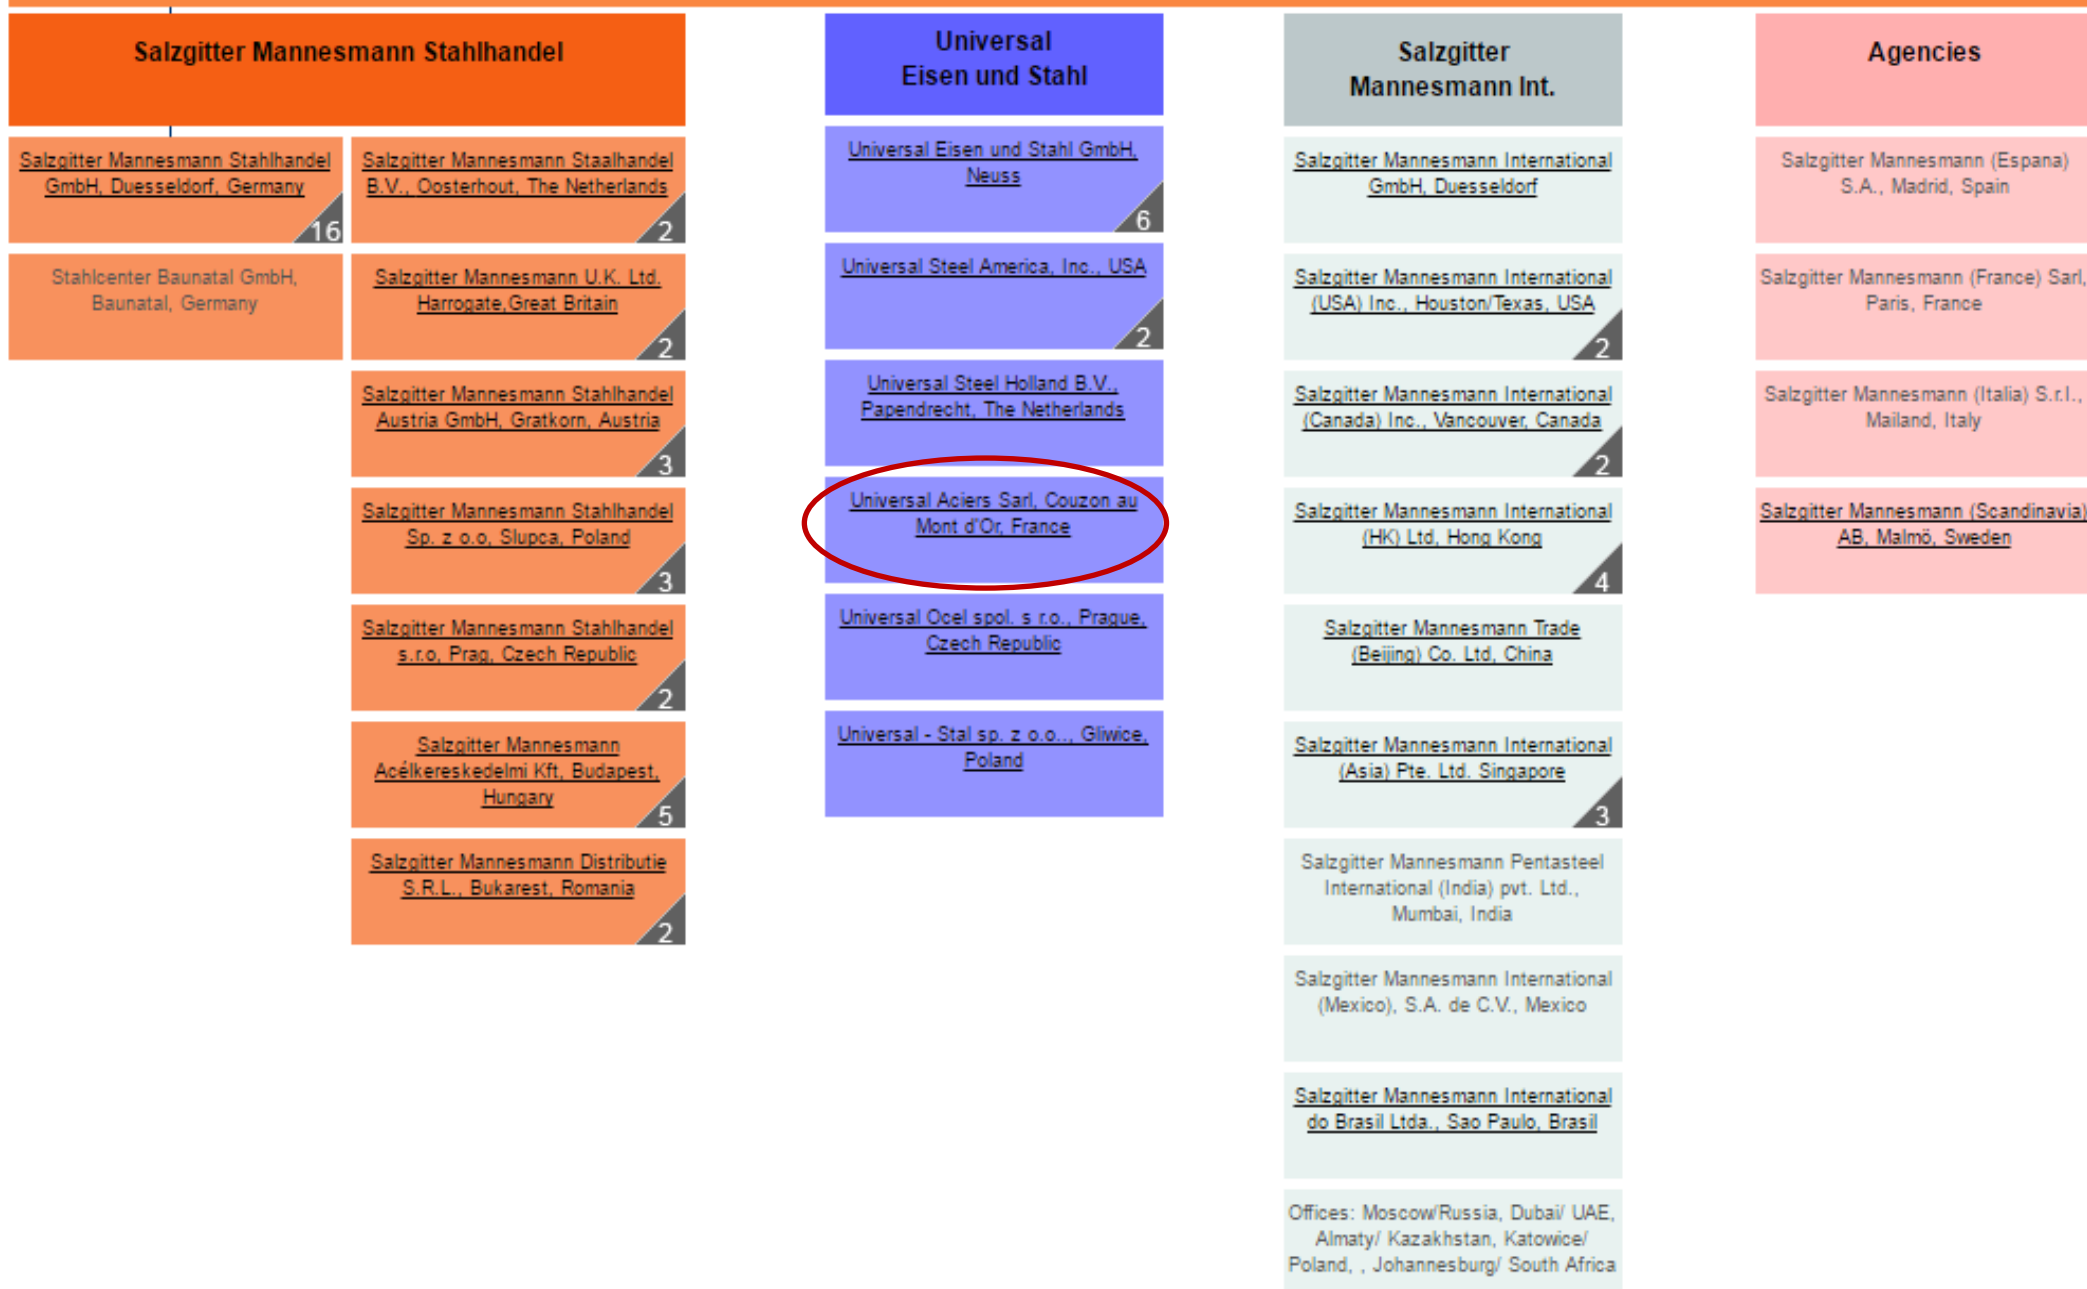 Salzgitter Mannesmann Stahlhandel
Salzgitter Mannesmann Stahlhandel
GmbH, Duesseldorf, Germany
16
Stahlcenter Baunatal GmbH,
Baunatal, Germany
Salzgitter Mannesmann Staalhandel
B.V., Oosterhout, The Netherlands
2
Salzgitter Mannesmann U.K. Ltd.
Harrogate,Great Britain
2
Salzgitter Mannesmann Stahlhandel
Austria GmbH, Gratkorn, Austria
3
Salzgitter Mannesmann Stahlhandel
Sp. z o.o, Slupca, Poland
3
Salzgitter Mannesmann Stahlhandel
s.r.o, Prag, Czech Republic
2
Salzgitter Mannesmann
Acélkereskedelmi Kft, Budapest,
Hungary
5
Salzgitter Mannesmann Distributie
S.R.L., Bukarest, Romania
2
Universal
Eisen und Stahl
Universal Eisen und Stahl GmbH,
Neuss
6
Universal Steel America, Inc., USA
2
Universal Steel Holland B.V.,
Papendrecht, The Netherlands
Universal Aciers Sarl, Couzon au
Mont d'Or, France
Universal Ocel spol. s r.o., Prague,
Czech Republic
Universal - Stal sp. z o.o.., Gliwice,
Poland
Salzgitter
Mannesmann Int.
Salzgitter Mannesmann International
GmbH, Duesseldorf
Salzgitter Mannesmann International
(USA) Inc., Houston/Texas, USA
2
Salzgitter Mannesmann International
(Canada) Inc., Vancouver, Canada
2
Salzgitter Mannesmann International
(HK) Ltd, Hong Kong
4
Salzgitter Mannesmann Trade
(Beijing) Co. Ltd, China
Salzgitter Mannesmann International
(Asia) Pte. Ltd. Singapore
3
Salzgitter Mannesmann Pentasteel
International (India) pvt. Ltd.,
Mumbai, India
Salzgitter Mannesmann International
(Mexico), S.A. de C.V., Mexico
Salzgitter Mannesmann International
do Brasil Ltda., Sao Paulo, Brasil
Offices: Moscow/Russia, Dubai/ UAE,
Almaty/ Kazakhstan, Katowice/
Poland, , Johannesburg/ South Africa
Agencies
Salzgitter Mannesmann (Espana)
S.A., Madrid, Spain
Salzgitter Mannesmann (France) Sarl,
Paris, France
Salzgitter Mannesmann (Italia) S.r.l.,
Mailand, Italy
Salzgitter Mannesmann (Scandinavia)
AB, Malmö, Sweden